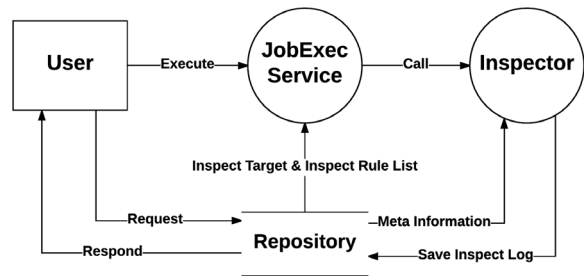 User
Execute
JobExec
Service
Call
Inspector
Inspect Target & Inspect Rule List
Request
Meta Information
Repository
Respond
Save Inspect Log